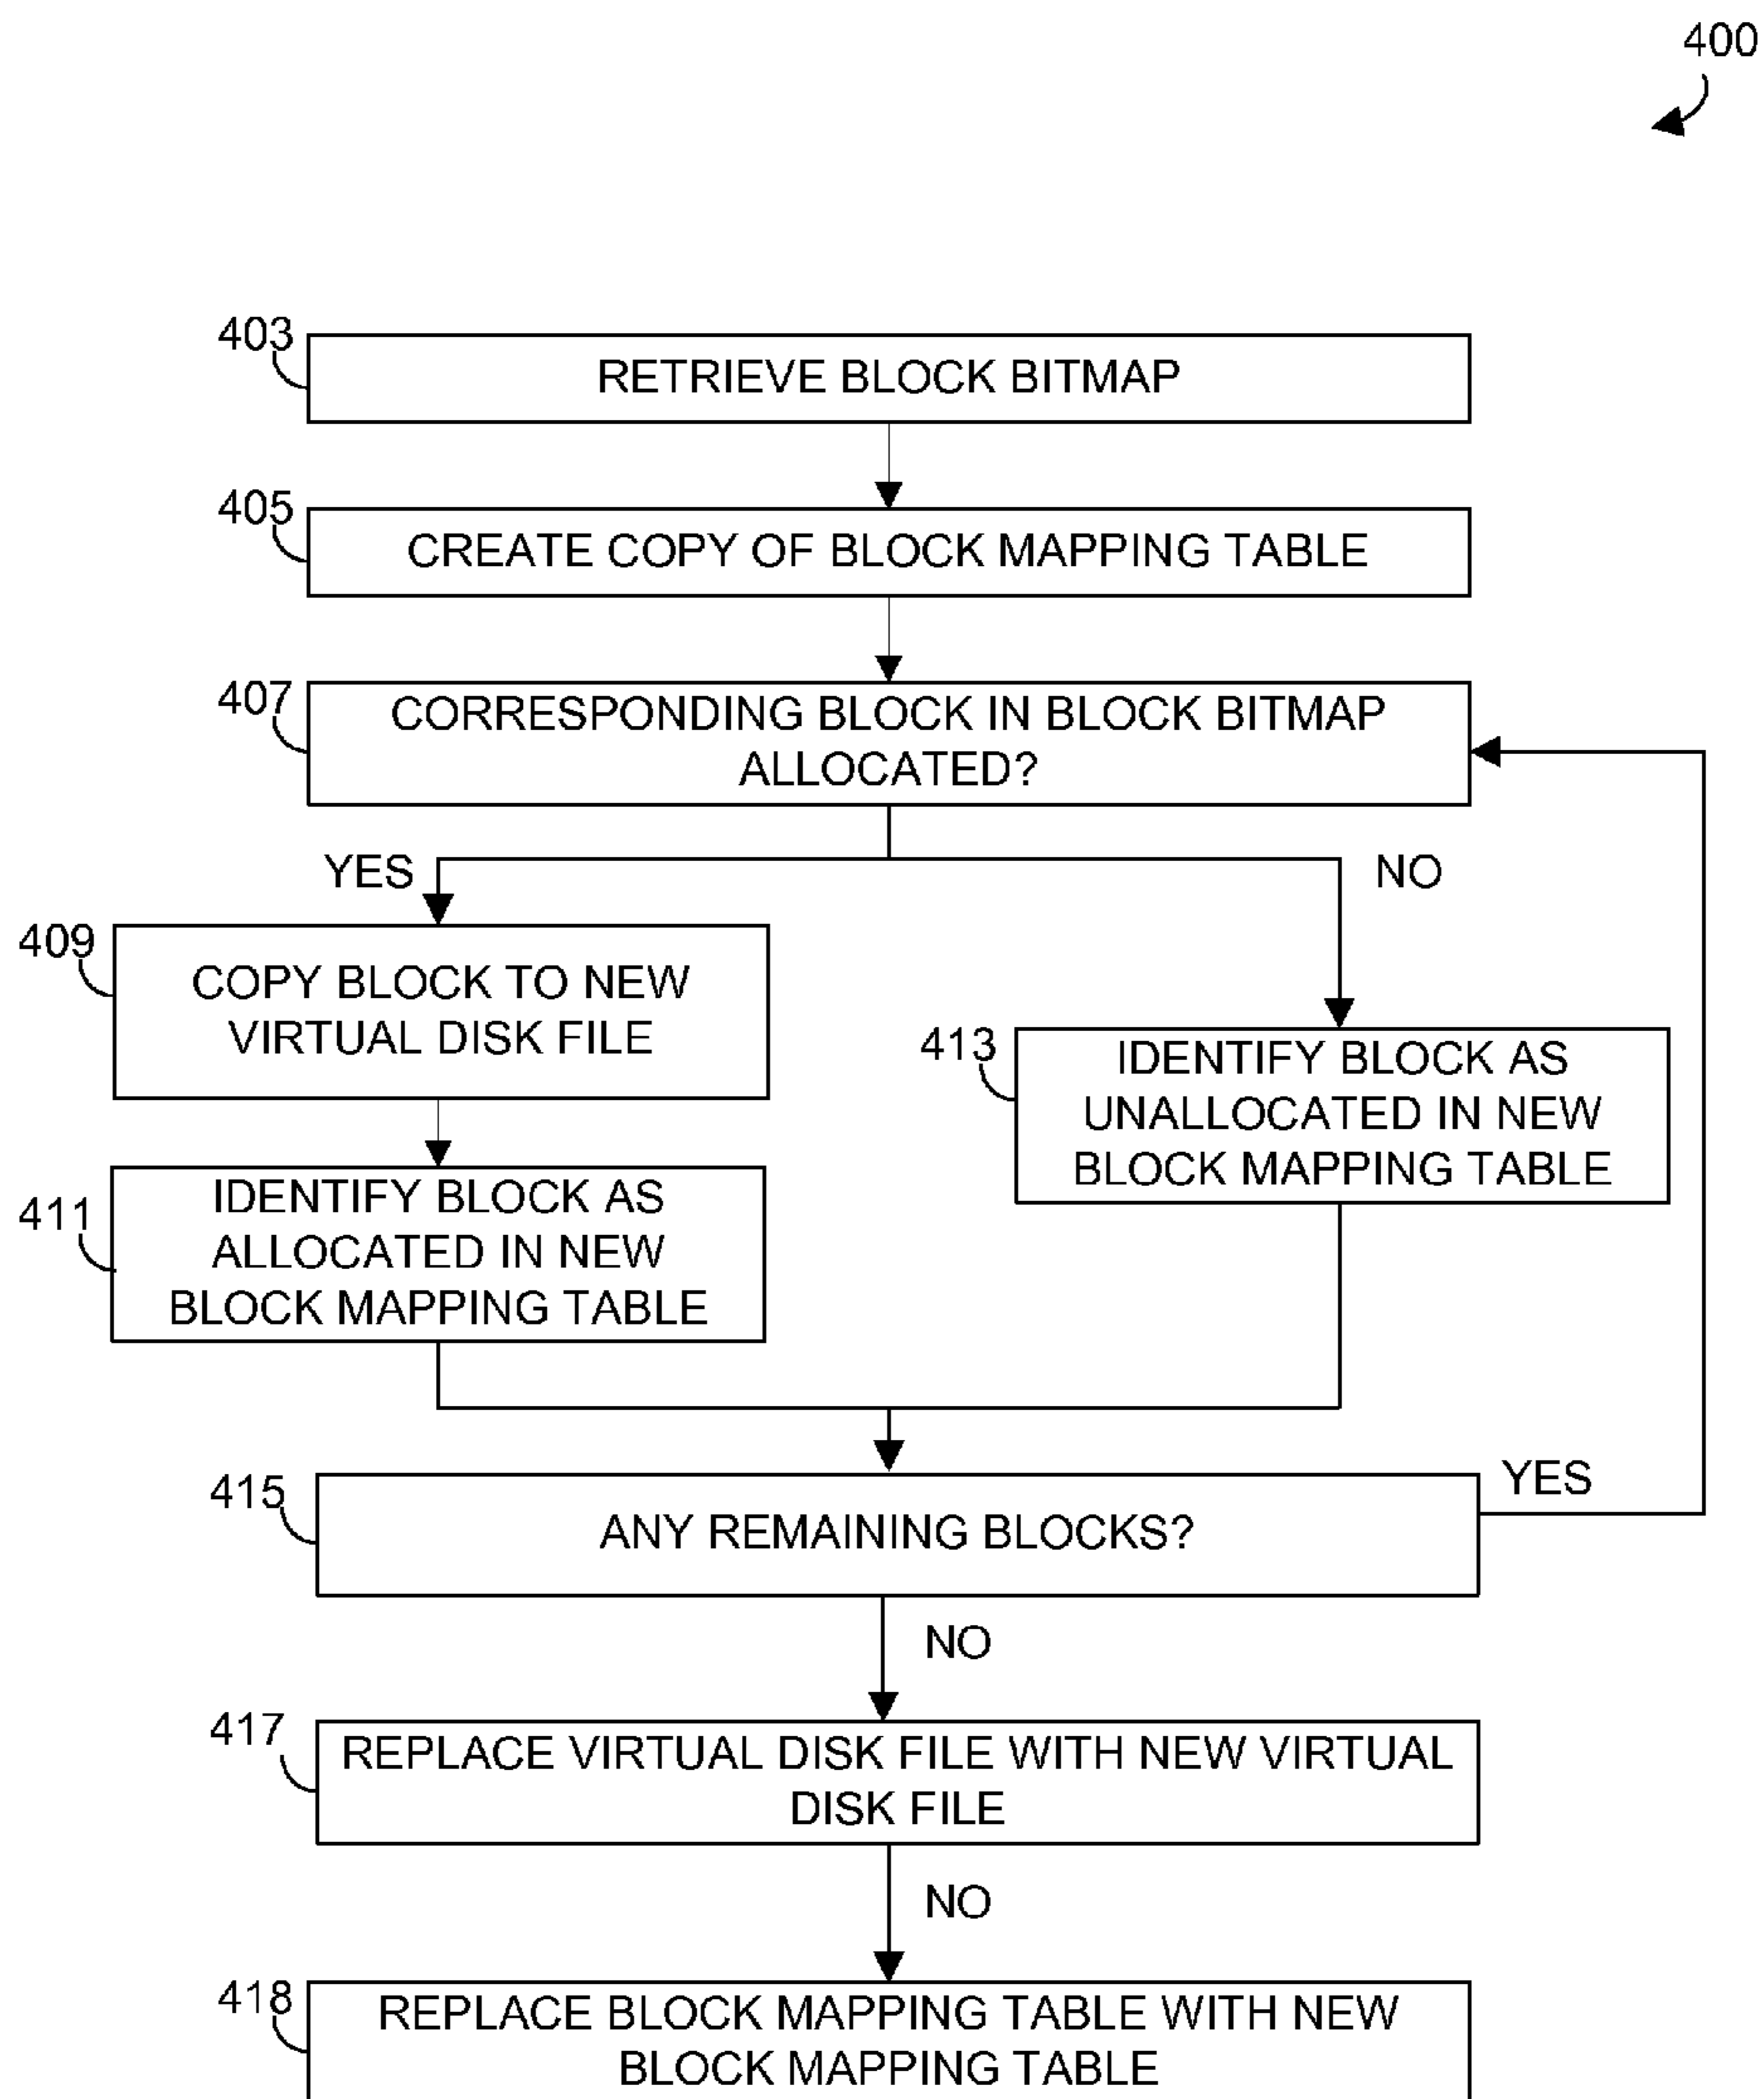 400
403
RETRIEVE BLOCK BITMAP
405
CREATE COPY OF BLOCK MAPPING TABLE
407
CORRESPONDING BLOCK IN BLOCK BITMAP
ALLOCATED?
YES
NO
409
COPY BLOCK TO NEW
VIRTUAL DISK FILE
413
IDENTIFY BLOCK AS
UNALLOCATED IN NEW
BLOCK MAPPING TABLE
411
IDENTIFY BLOCK AS
ALLOCATED IN NEW
BLOCK MAPPING TABLE
415
ANY REMAINING BLOCKS?
YES
NO
417
REPLACE VIRTUAL DISK FILE WITH NEW VIRTUAL
DISK FILE
NO
418
REPLACE BLOCK MAPPING TABLE WITH NEW
BLOCK MAPPING TABLE